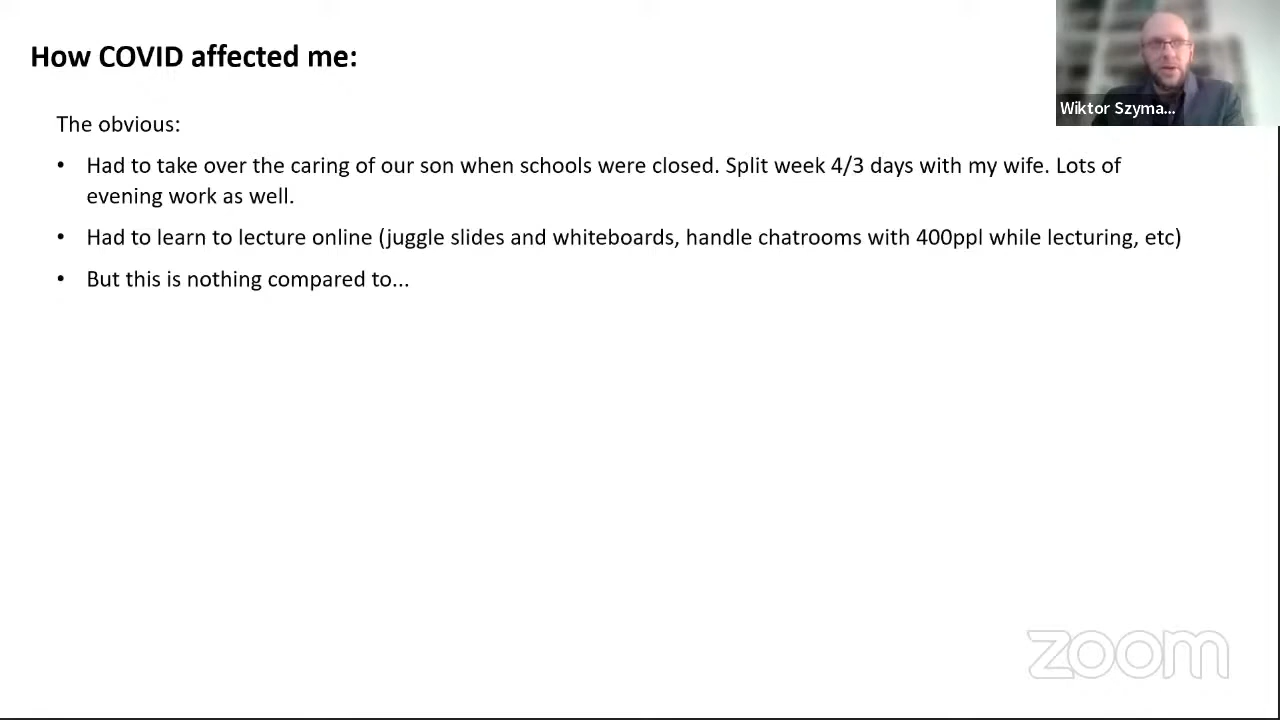 How COVID affected me:
Wiktor Szyma...
The obvious:
• Had to take over the caring of our son when schools were closed. Split week 4/3 days with my wife. Lots of
evening work as well.
• Had to learn to lecture online (juggle slides and whiteboards, handle chatrooms with 400ppl while lecturing, etc)
• But this is nothing compared to...
zoom